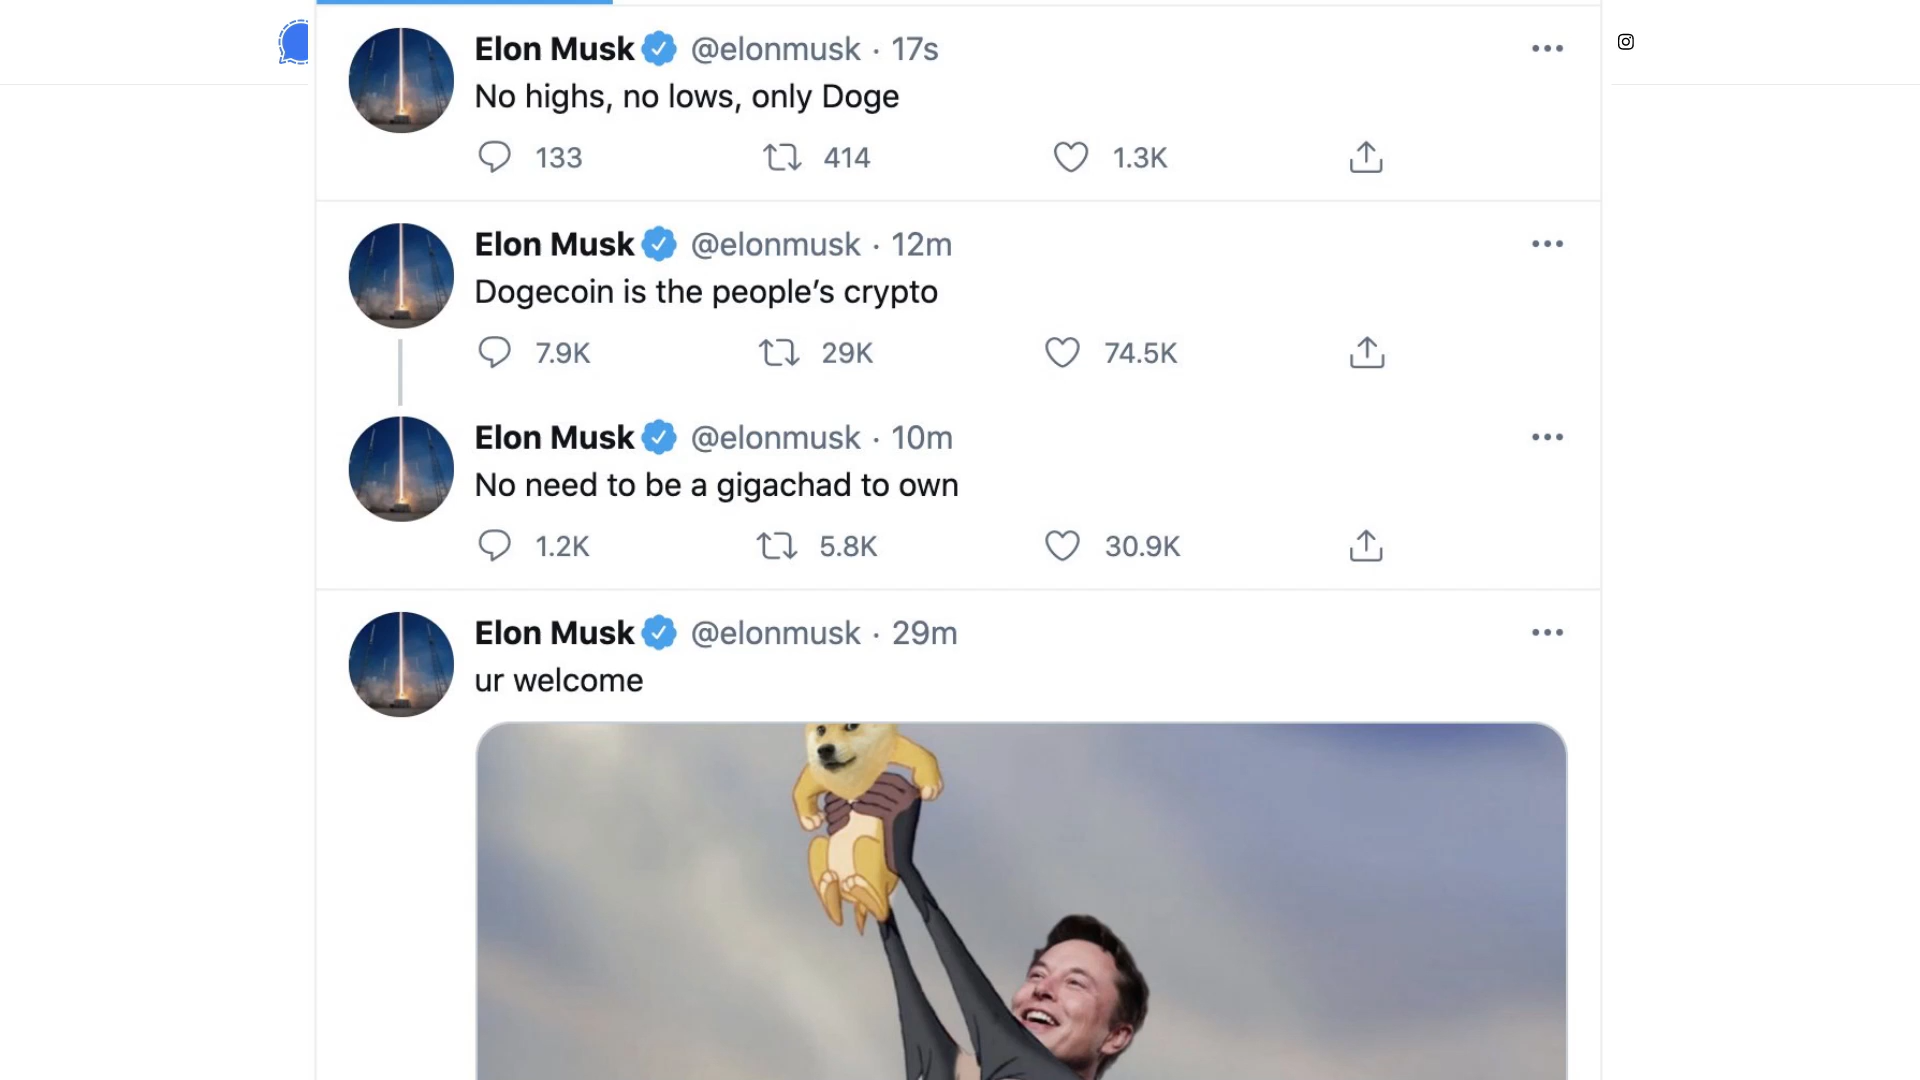 Elon Musk @elonmusk · 17s
No highs, no lows, only Doge
133 414 1.3K
Elon Musk @elonmusk · 12m
Dogecoin is the people’s crypto
7.9K 29K 74.5K
Elon Musk @elonmusk · 10m
No need to be a gigachad to own
1.2K 5.8K 30.9K
Elon Musk @elonmusk · 29m
ur welcome